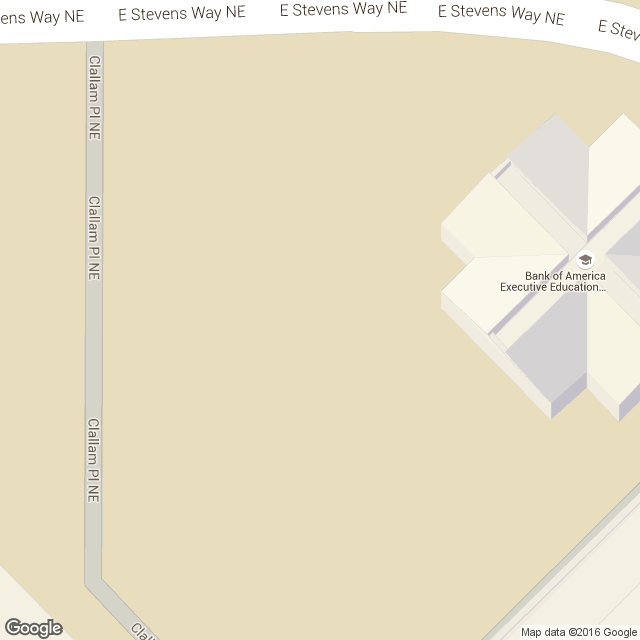 ens Way NE
E Stevens Way NE
E Stevens Way NE
E Stevens Way NE
E Stev
Clallam Pl NE
Clallam Pl NE
Bank of America
Executive Education...
Clallam Pl NE
Clall
Google
Map data ©2016 Google